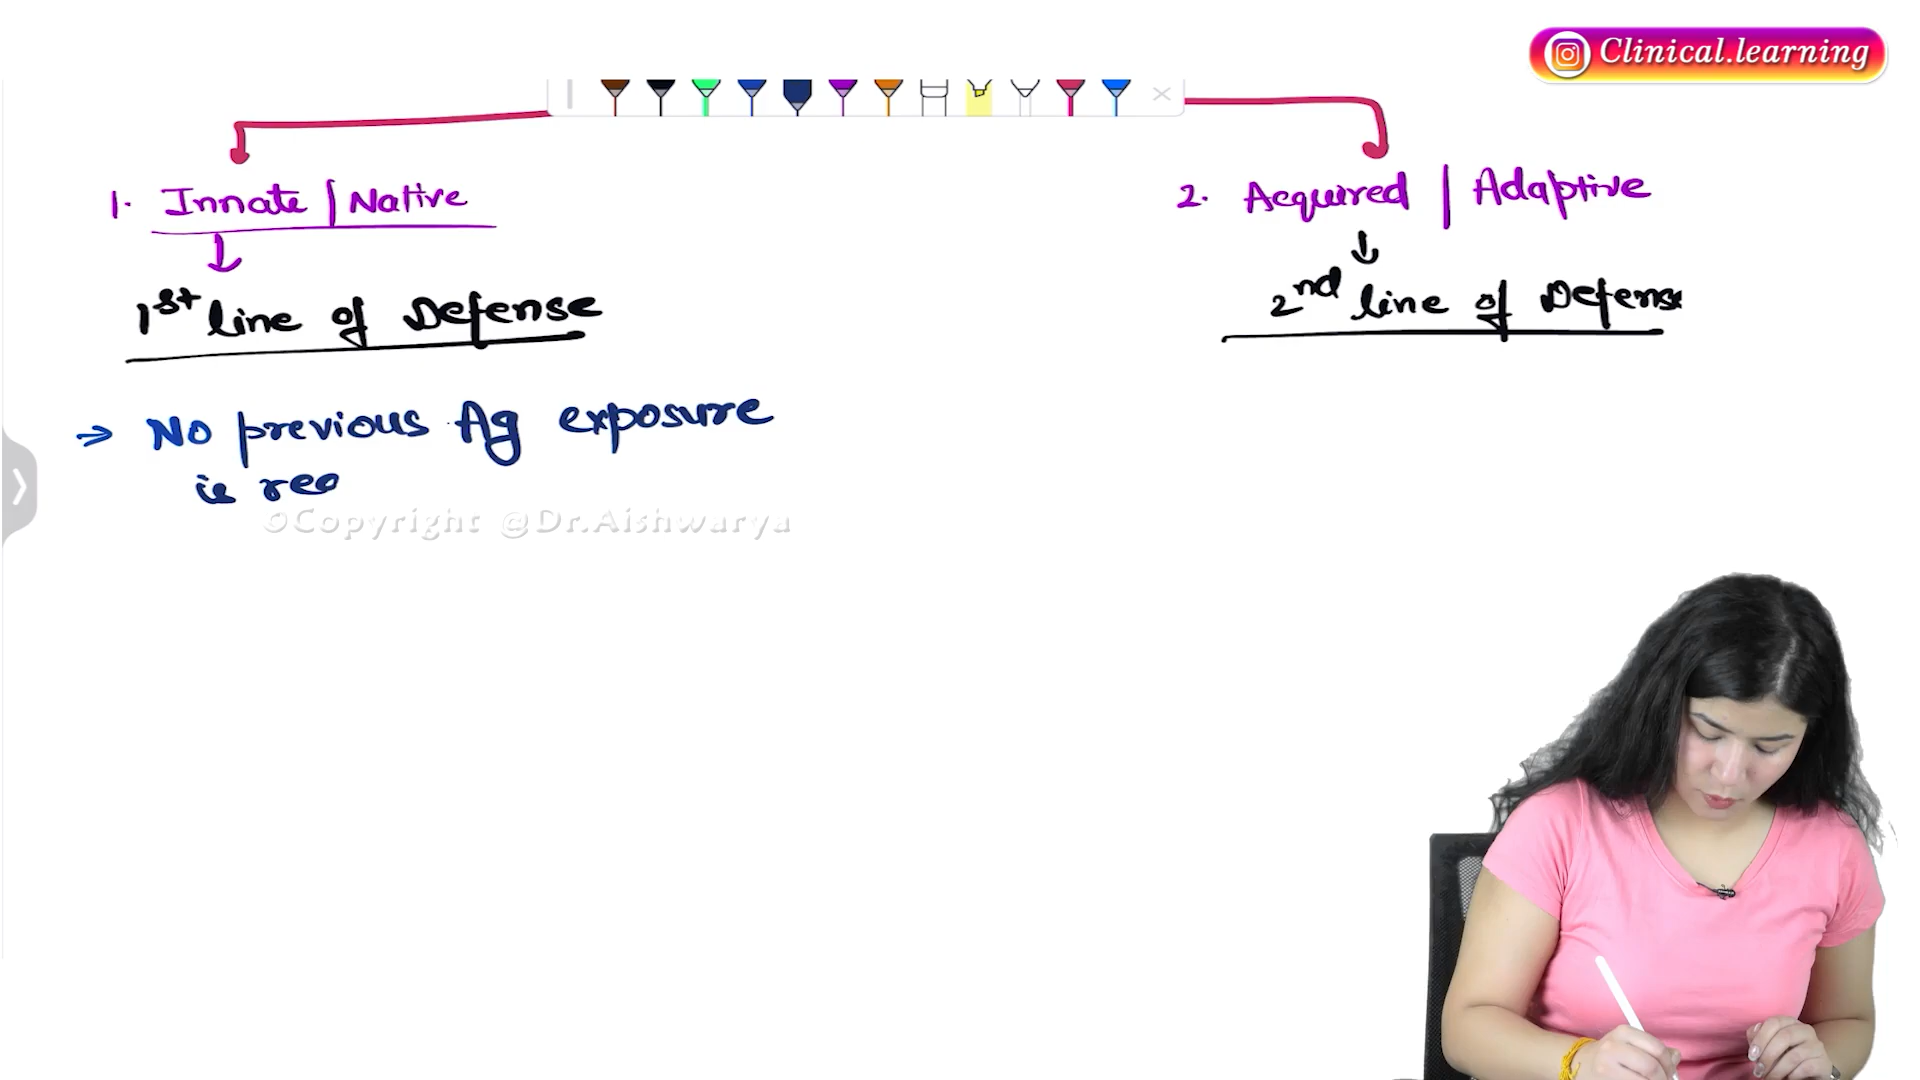 Clinical.learning
1. Innate | Native
2. Acquired | Adaptive
1st line of Defense
2nd line of Defense
⇒ No previous Ag exposure
is req
©Copyright @Dr.Aishwarya